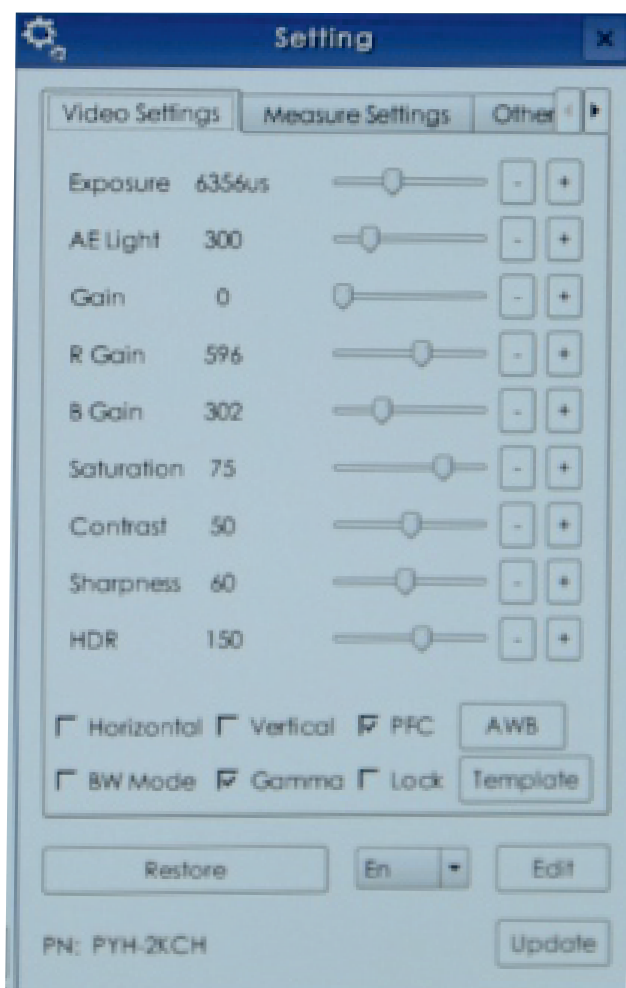 Setting
Video Settings Measure Settings Other
Exposure 6356us - +
AE Light 300 - +
Gain 0 - +
R Gain 596 - +
B Gain 302 - +
Saturation 75 - +
Contrast 50 - +
Sharpness 60 - +
HDR 150 - +
Horizontal Vertical PFC AWB
BW Mode Gamma Lock Template
Restore En Edit
PN: PYH-2KCH Update